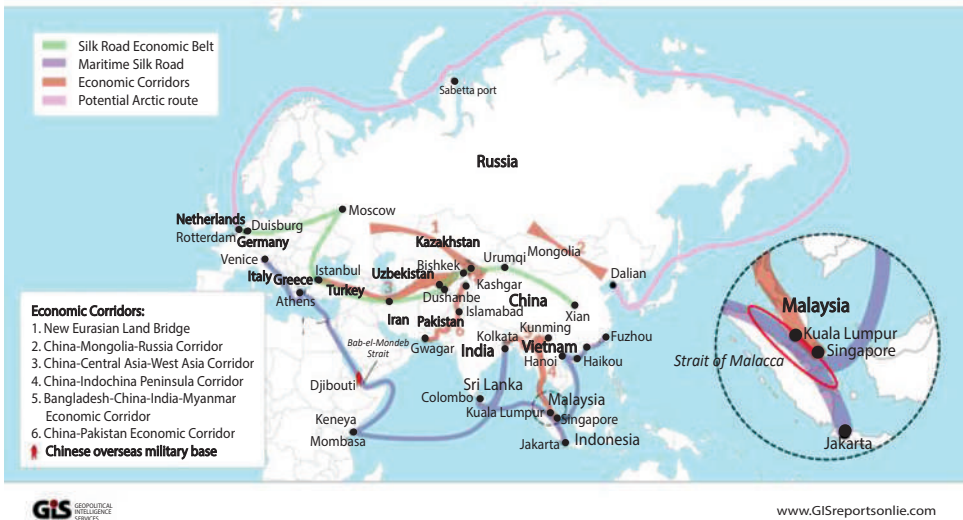 Silk Road Economic Belt
Maritime Silk Road
Economic Corridors
Potential Arctic route
Sabetta port
Russia
Moscow
Netherlands
Duisburg
Rotterdam
Germany
Venice
Italy
Greece
Istanbul
Athens
Turkey
1
Kazakhstan
2
Mongolia
Bishkek
Urumqi
Uzbekistan
Kashgar
Dalian
3
Dushanbe
China
Iran
Pakistan
Islamabad
Xian
6
Gwagar
Kolkata
Kunming
Fuzhou
India
5
Vietnam
Hanoi
Haikou
4
Bab-el-Mondeb
Strait
Djibouti
Sri Lanka
Colombo
Malaysia
Kuala Lumpur
Singapore
Keneya
Mombasa
Jakarta
Indonesia
Malaysia
Kuala Lumpur
Singapore
Strait of Malacca
Jakarta
Economic Corridors:
1. New Eurasian Land Bridge
2. China-Mongolia-Russia Corridor
3. China-Central Asia-West Asia Corridor
4. China-Indochina Peninsula Corridor
5. Bangladesh-China-India-Myanmar
Economic Corridor
6. China-Pakistan Economic Corridor
Chinese overseas military base
GIS
GEOPOLITICAL
INTELLIGENCE
SERVICES
www.GISreportsonlie.com